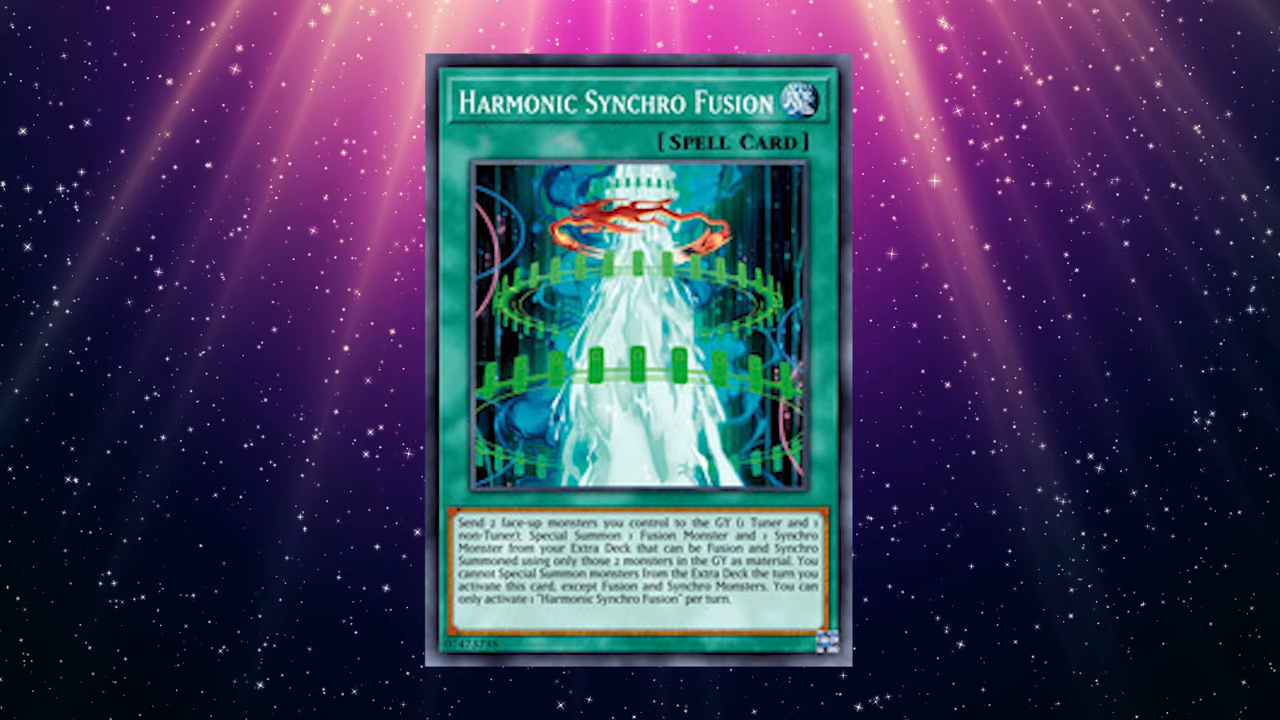 HARMONIC SYNCHRO FUSION
[SPELL CARD]
Send 2 face-up monsters you control to the GY (1 Tuner and 1
non-Tuner); Special Summon 1 Fusion Monster and 1 Synchro
Monster from your Extra Deck that can be Fusion and Synchro
Summoned using only those 2 monsters in the GY as material. You
cannot Special Summon monsters from the Extra Deck the turn you
activate this card, except Fusion and Synchro Monsters. You can
only activate 1 "Harmonic Synchro Fusion" per turn.